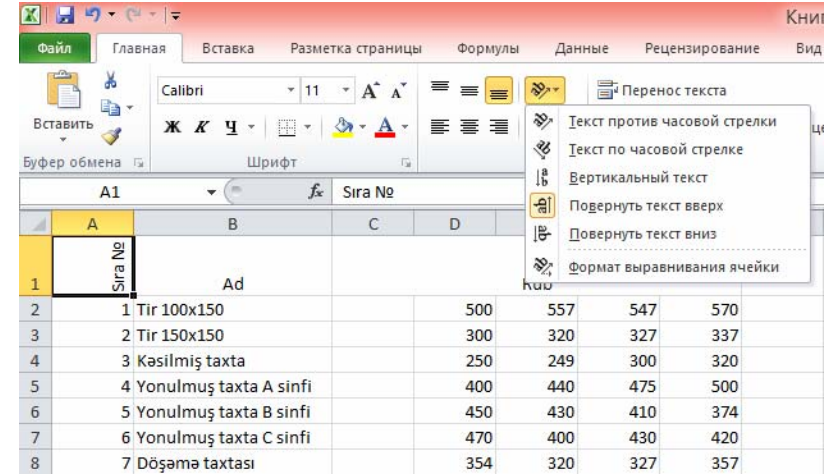 Книг
Файл Главная Вставка Разметка страницы Формулы Данные Рецензирование Вид
Calibri 11 А А Перенос текста
Вставить Ж К Ч А
Буфер обмена Шрифт
Текст против часовой стрелки
Текст по часовой стрелке
Вертикальный текст
Повернуть текст вверх
Повернуть текст вниз
Формат выравнивания ячейки
A1 fx Sıra №
A B C D
1 Sıra № Ad Rüb
2 1 Tir 100x150 500 557 547 570
3 2 Tir 150x150 300 320 327 337
4 3 Kəsilmiş taxta 250 249 300 320
5 4 Yonulmuş taxta A sinfi 400 440 475 500
6 5 Yonulmuş taxta B sinfi 450 430 410 374
7 6 Yonulmuş taxta C sinfi 470 400 430 420
8 7 Döşəmə taxtası 354 320 327 357